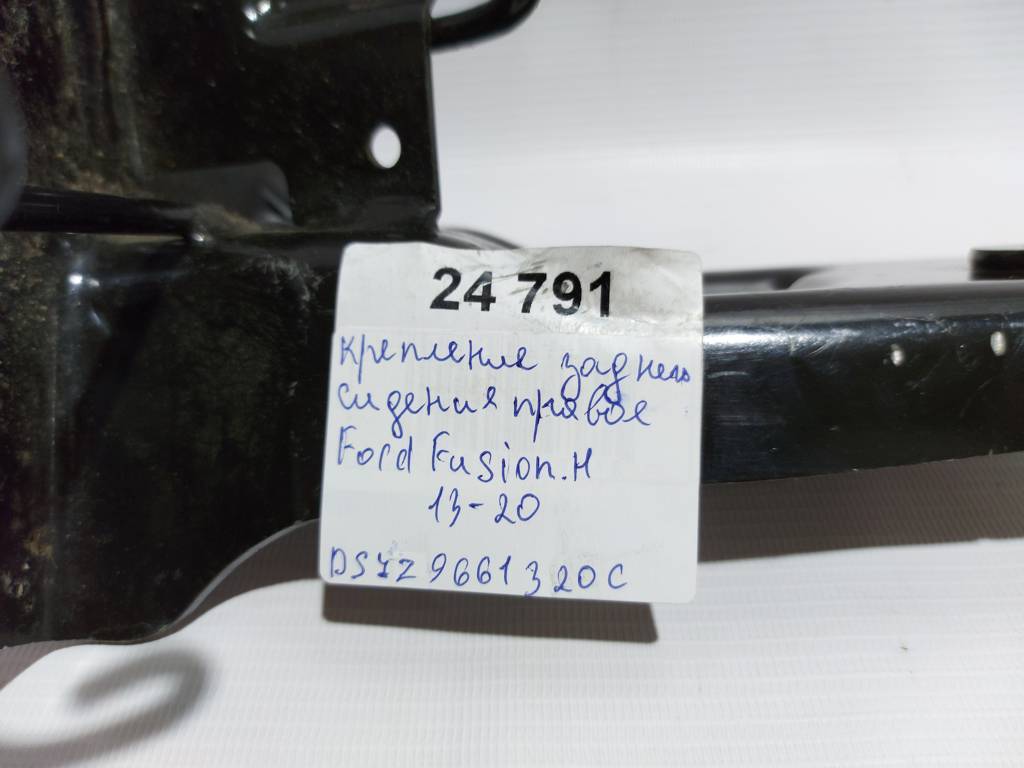 24 791
крепление заднего
сидения правое
Ford Fusion.H
13-20
DS7Z9661320C